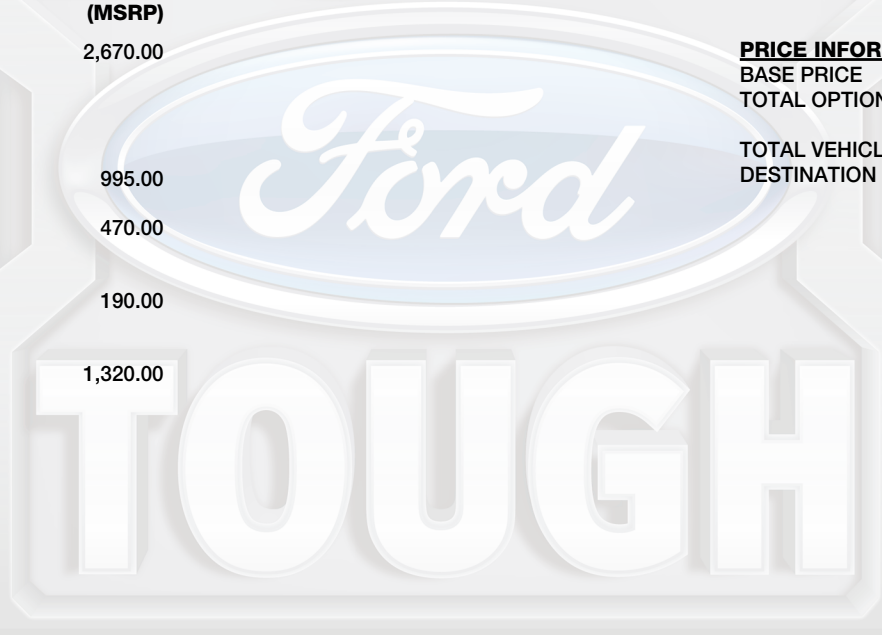 (MSRP)
2,670.00
995.00
470.00
190.00
1,320.00
PRICE INFOR
BASE PRICE
TOTAL OPTION
TOTAL VEHICL
DESTINATION
Ford
TOUGH